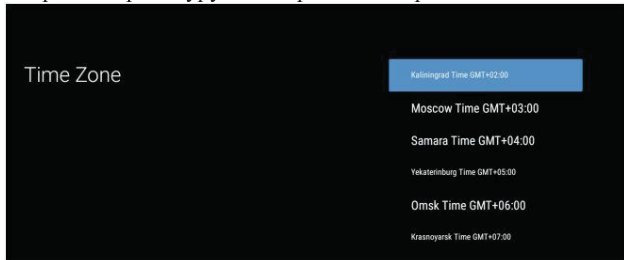 Time Zone
Kaliningrad Time GMT+02:00
Moscow Time GMT+03:00
Samara Time GMT+04:00
Yekaterinburg Time GMT+05:00
Omsk Time GMT+06:00
Krasnoyarsk Time GMT+07:00